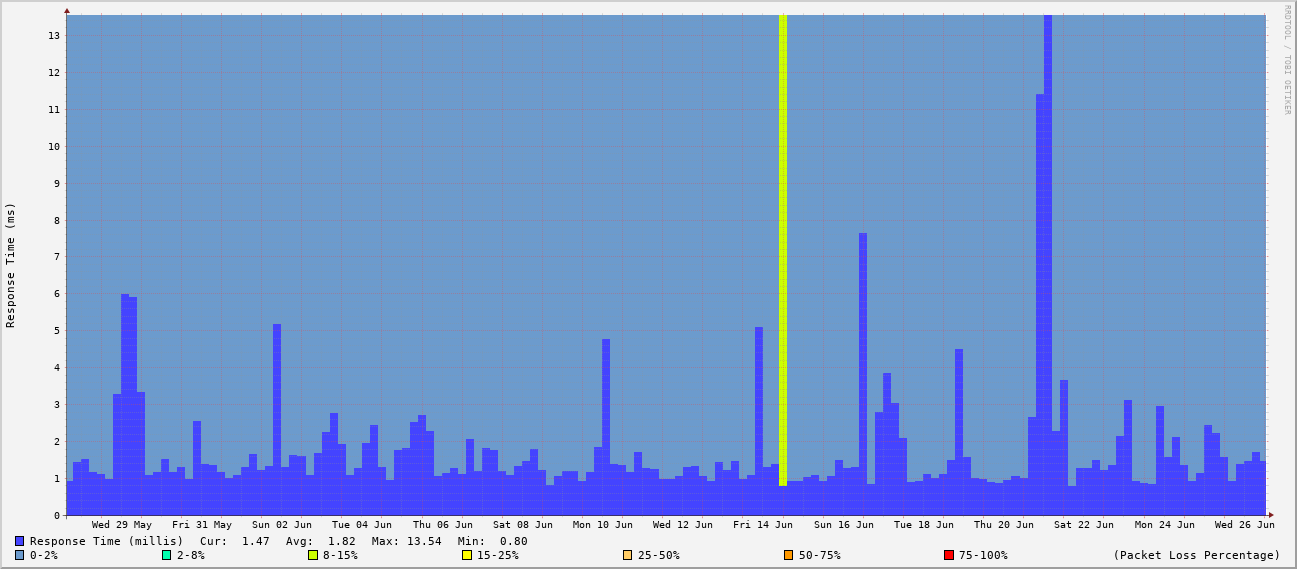 RRDTOOL / TOBI OETIKER
Response Time (ms)
13
12
11
10
9
8
7
6
5
4
3
2
1
0
Wed 29 May Fri 31 May Sun 02 Jun Tue 04 Jun Thu 06 Jun Sat 08 Jun Mon 10 Jun Wed 12 Jun Fri 14 Jun Sun 16 Jun Tue 18 Jun Thu 20 Jun Sat 22 Jun Mon 24 Jun Wed 26 Jun
Response Time (millis) Cur: 1.47 Avg: 1.82 Max: 13.54 Min: 0.80
0-2% 2-8% 8-15% 15-25% 25-50% 50-75% 75-100% (Packet Loss Percentage)